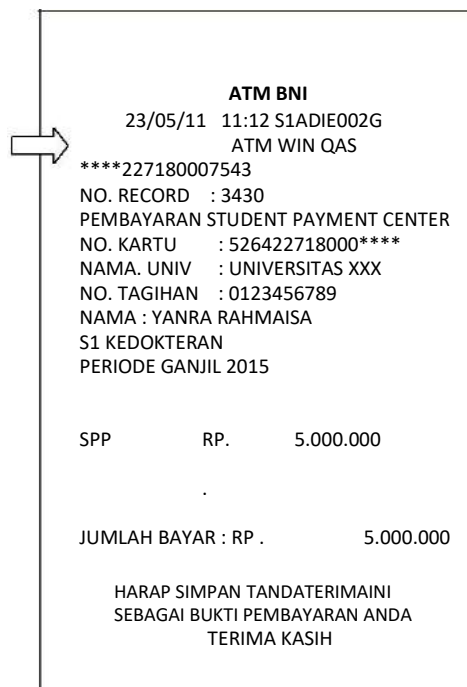 ATM BNI
23/05/11 11:12 S1ADIE002G
ATM WIN QAS
****227180007543
NO. RECORD : 3430
PEMBAYARAN STUDENT PAYMENT CENTER
NO. KARTU : 526422718000****
NAMA. UNIV : UNIVERSITAS XXX
NO. TAGIHAN : 0123456789
NAMA : YANRA RAHMAISA
S1 KEDOKTERAN
PERIODE GANJIL 2015
SPP RP. 5.000.000
.
JUMLAH BAYAR : RP . 5.000.000
HARAP SIMPAN TANDATERIMAINI
SEBAGAI BUKTI PEMBAYARAN ANDA
TERIMA KASIH